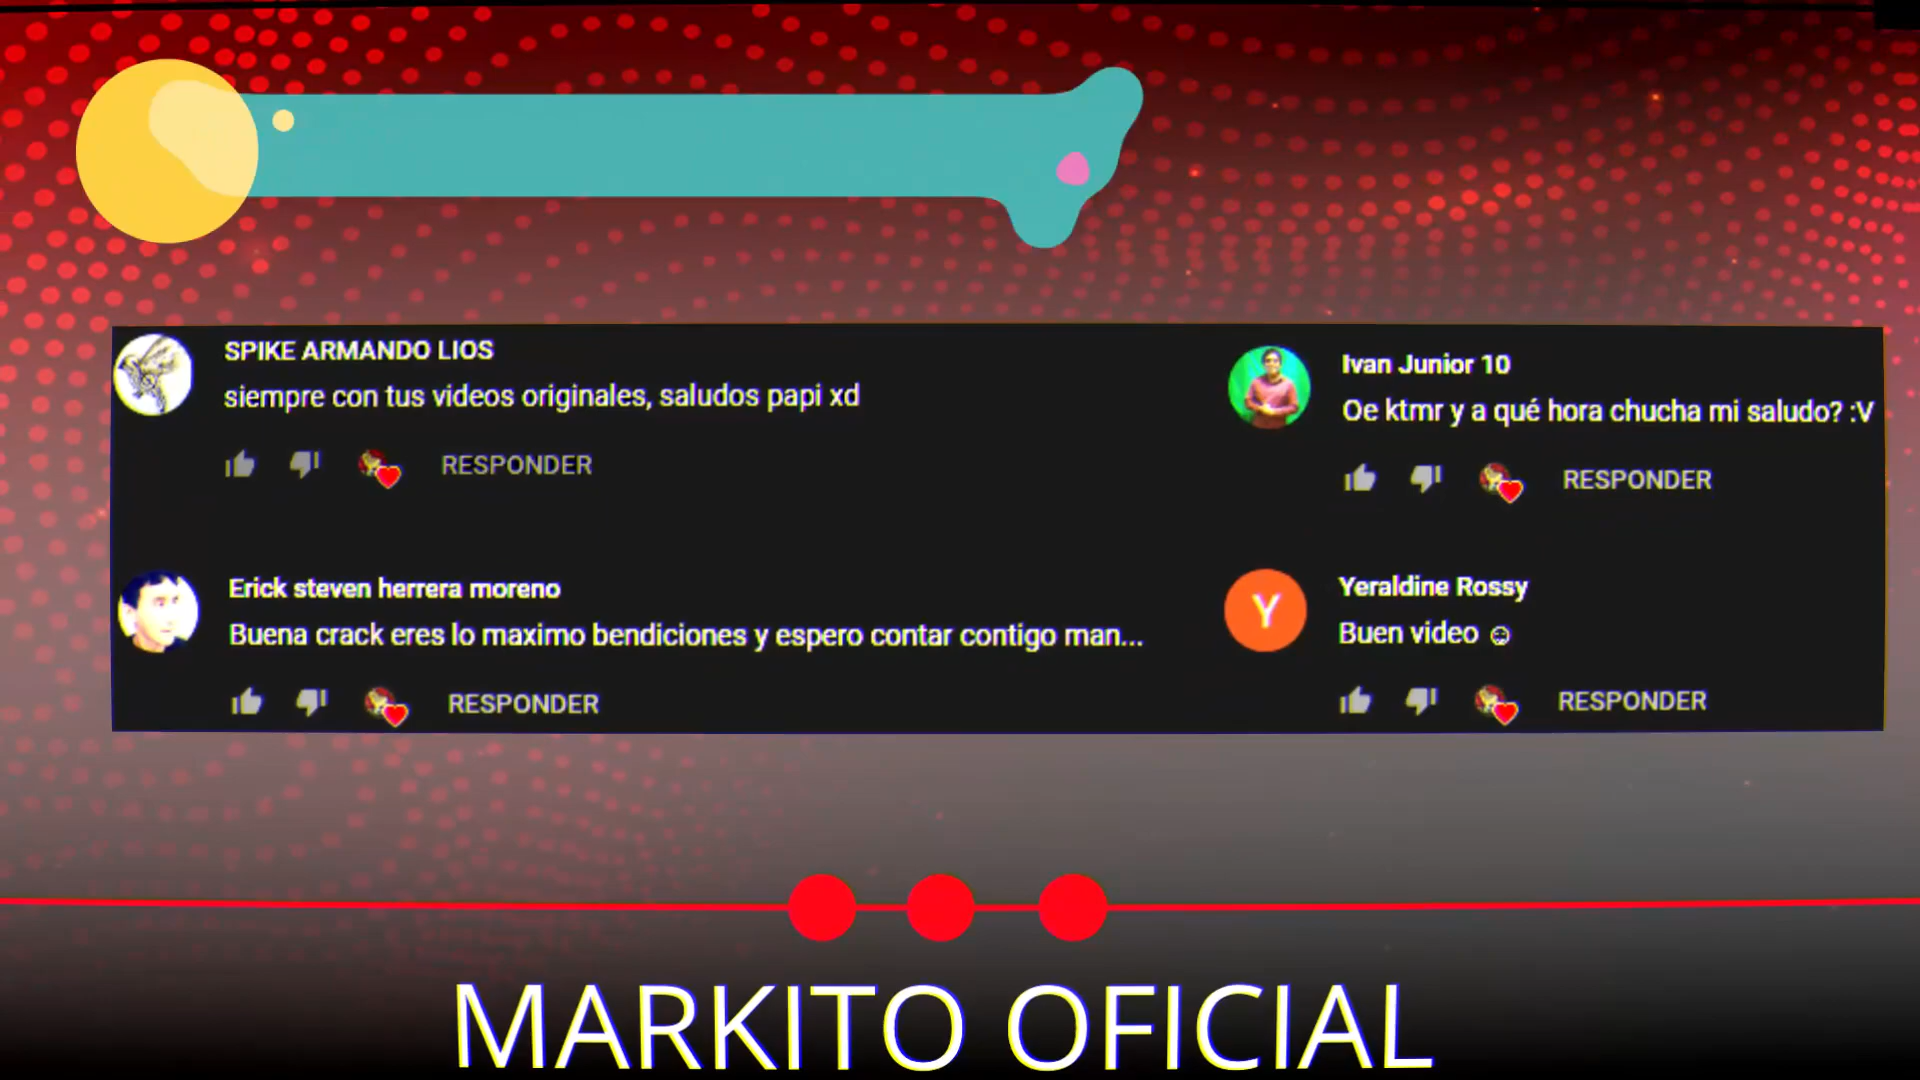 SPIKE ARMANDO LIOS
siempre con tus videos originales, saludos papi xd
RESPONDER
Ivan Junior 10
Oe ktmr y a qué hora chucha mi saludo? :V
RESPONDER
Erick steven herrera moreno
Buena crack eres lo maximo bendiciones y espero contar contigo man...
RESPONDER
Y
Yeraldine Rossy
Buen video ☺
RESPONDER
MARKITO OFICIAL